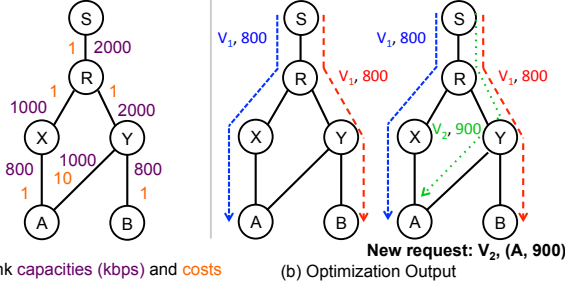 S
1
2000
R
1
1
1000
2000
X
Y
800
1000
800
10
1
1
A
B
nk capacities (kbps) and costs
S
V1, 800
R
V1, 800
X
Y
A
B
S
V1, 800
R
V1, 800
X
V2, 900
Y
A
B
New request: V2, (A, 900)
(b) Optimization Output